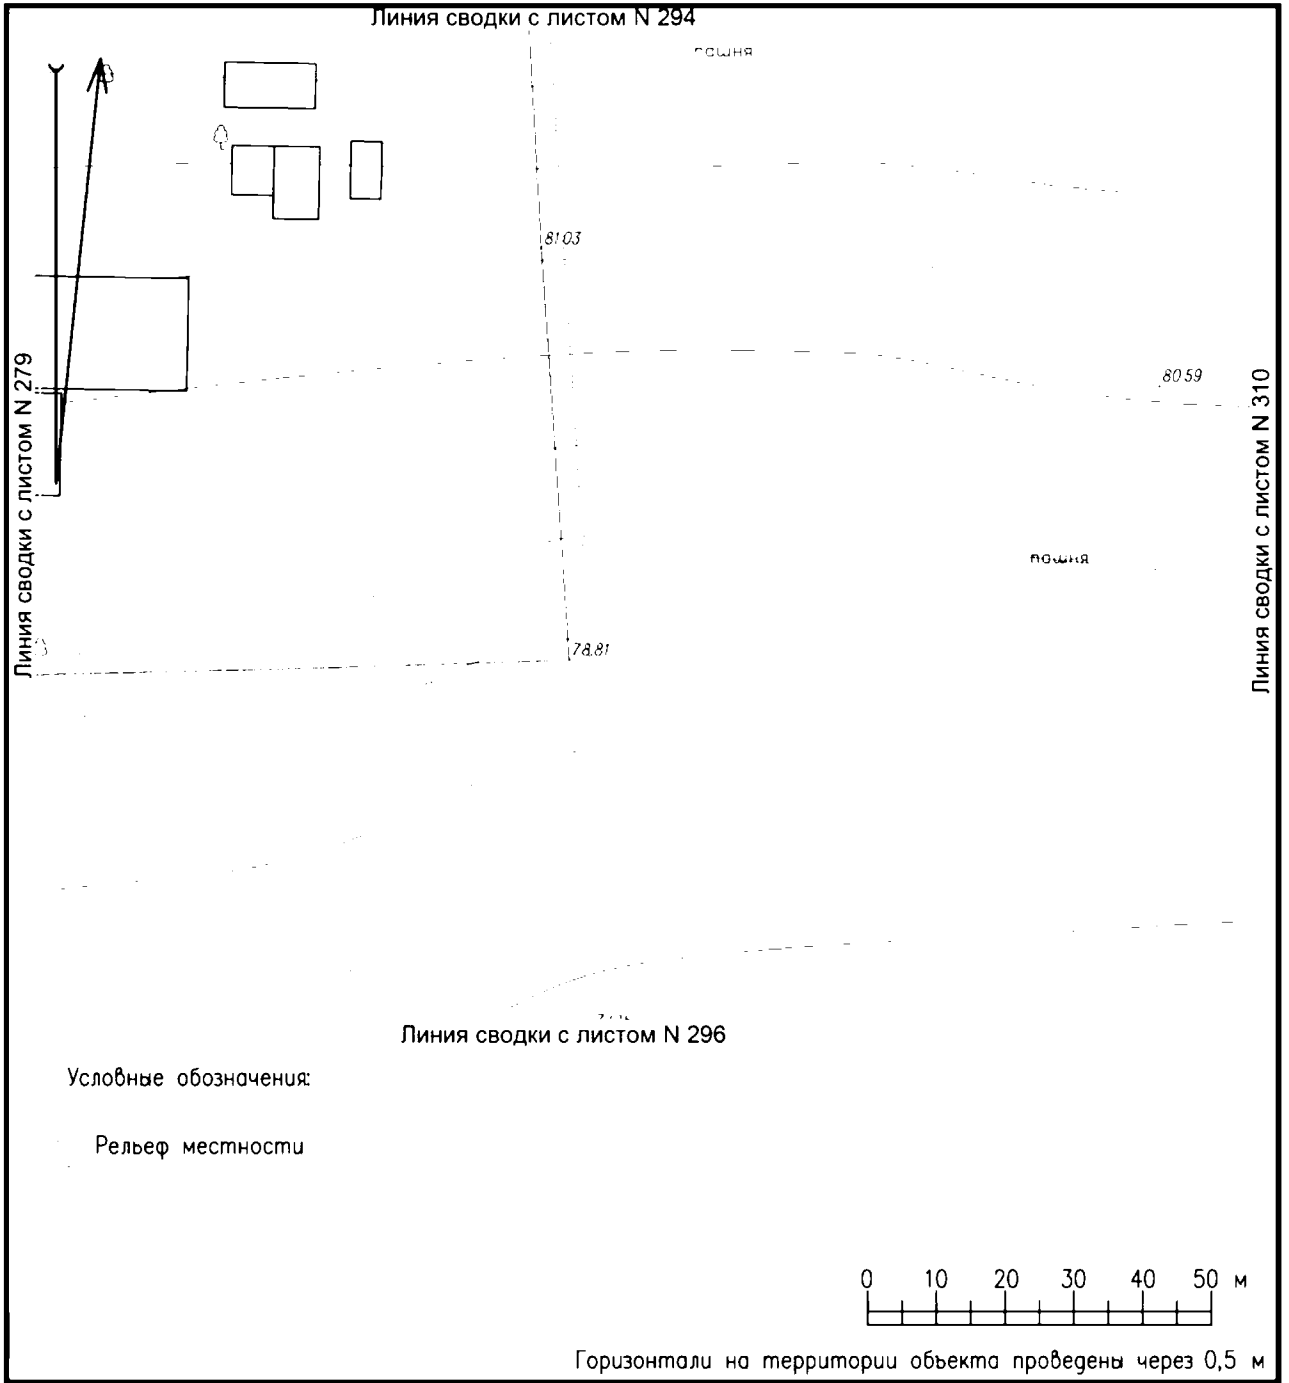 Линия сводки с листом N 294
пашня
81.03
Линия сводки с листом N 279
80.59
Линия сводки с листом N 310
пашня
78.81
Линия сводки с листом N 296
Условные обозначения:
Рельеф местности
0 10 20 30 40 50 м
Горизонтали на территории объекта проведены через 0,5 м